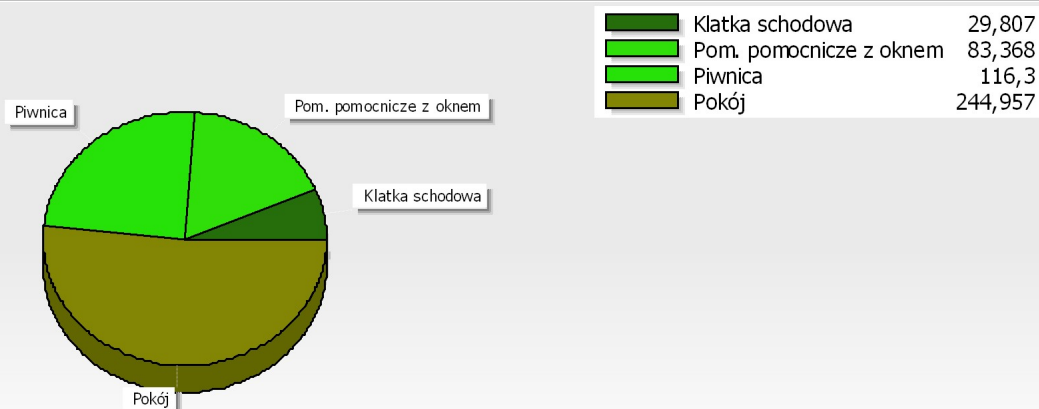 Klatka schodowa 29,807
Pom. pomocnicze z oknem 83,368
Piwnica 116,3
Pokój 244,957
Piwnica
Pom. pomocnicze z oknem
Klatka schodowa
Pokój